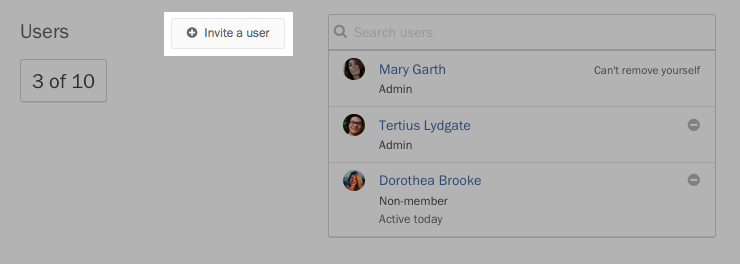 Users
Invite a user
3 of 10
Search users
Mary Garth
Can't remove yourself
Admin
Tertius Lydgate
Admin
Dorothea Brooke
Non-member
Active today